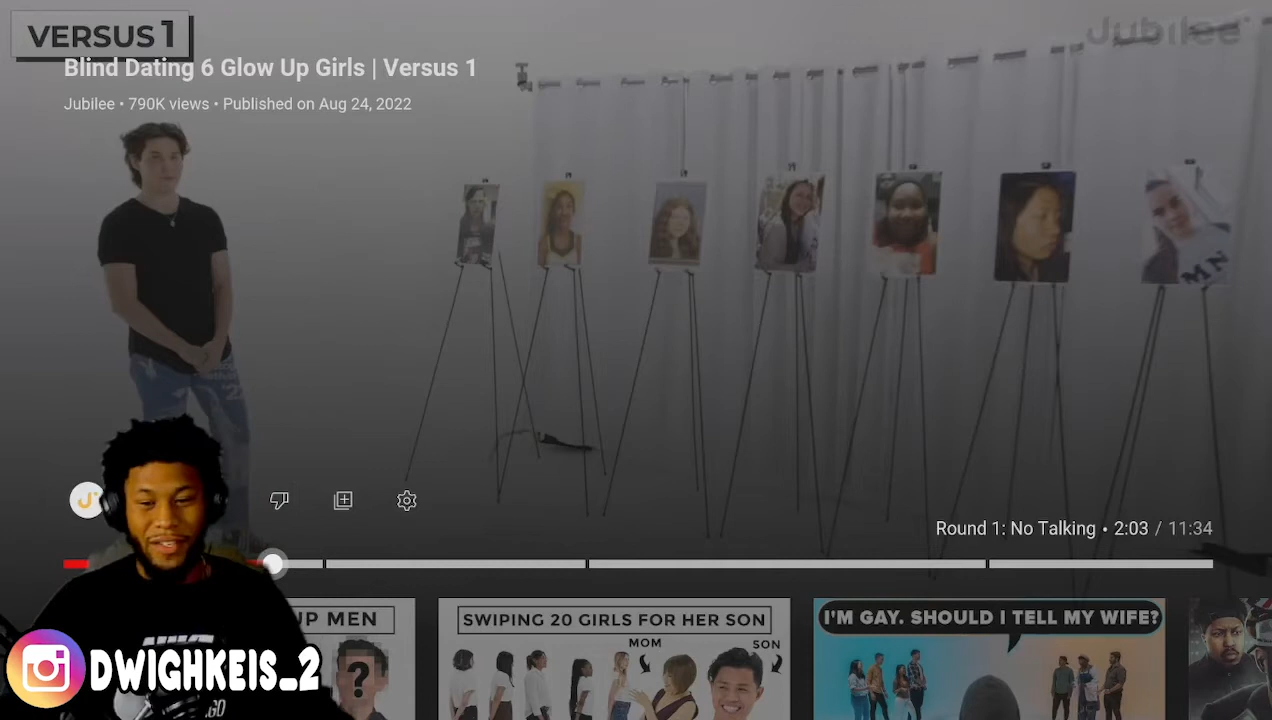 VERSUS 1
Jubilee
Blind Dating 6 Glow Up Girls | Versus 1
Jubilee • 790K views • Published on Aug 24, 2022
MN
Round 1: No Talking • 2:03 / 11:34
UP MEN
?
SWIPING 20 GIRLS FOR HER SON
MOM
SON
I'M GAY. SHOULD I TELL MY WIFE?
DWIGHKEIS_2